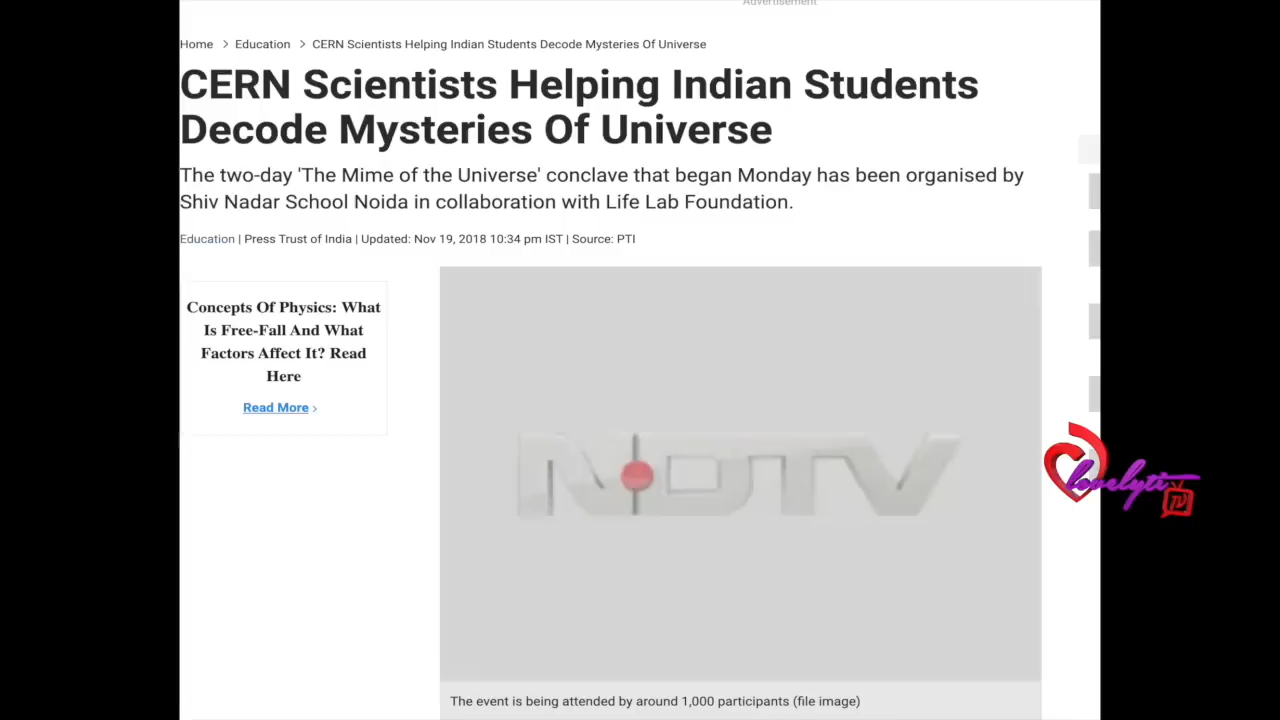 Advertisement
Home > Education > CERN Scientists Helping Indian Students Decode Mysteries Of Universe
CERN Scientists Helping Indian Students
Decode Mysteries Of Universe
The two-day 'The Mime of the Universe' conclave that began Monday has been organised by
Shiv Nadar School Noida in collaboration with Life Lab Foundation.
Education | Press Trust of India | Updated: Nov 19, 2018 10:34 pm IST | Source: PTI
Concepts Of Physics: What
Is Free-Fall And What
Factors Affect It? Read
Here
Read More >
NDTV
lovelyti
TV
The event is being attended by around 1,000 participants (file image)